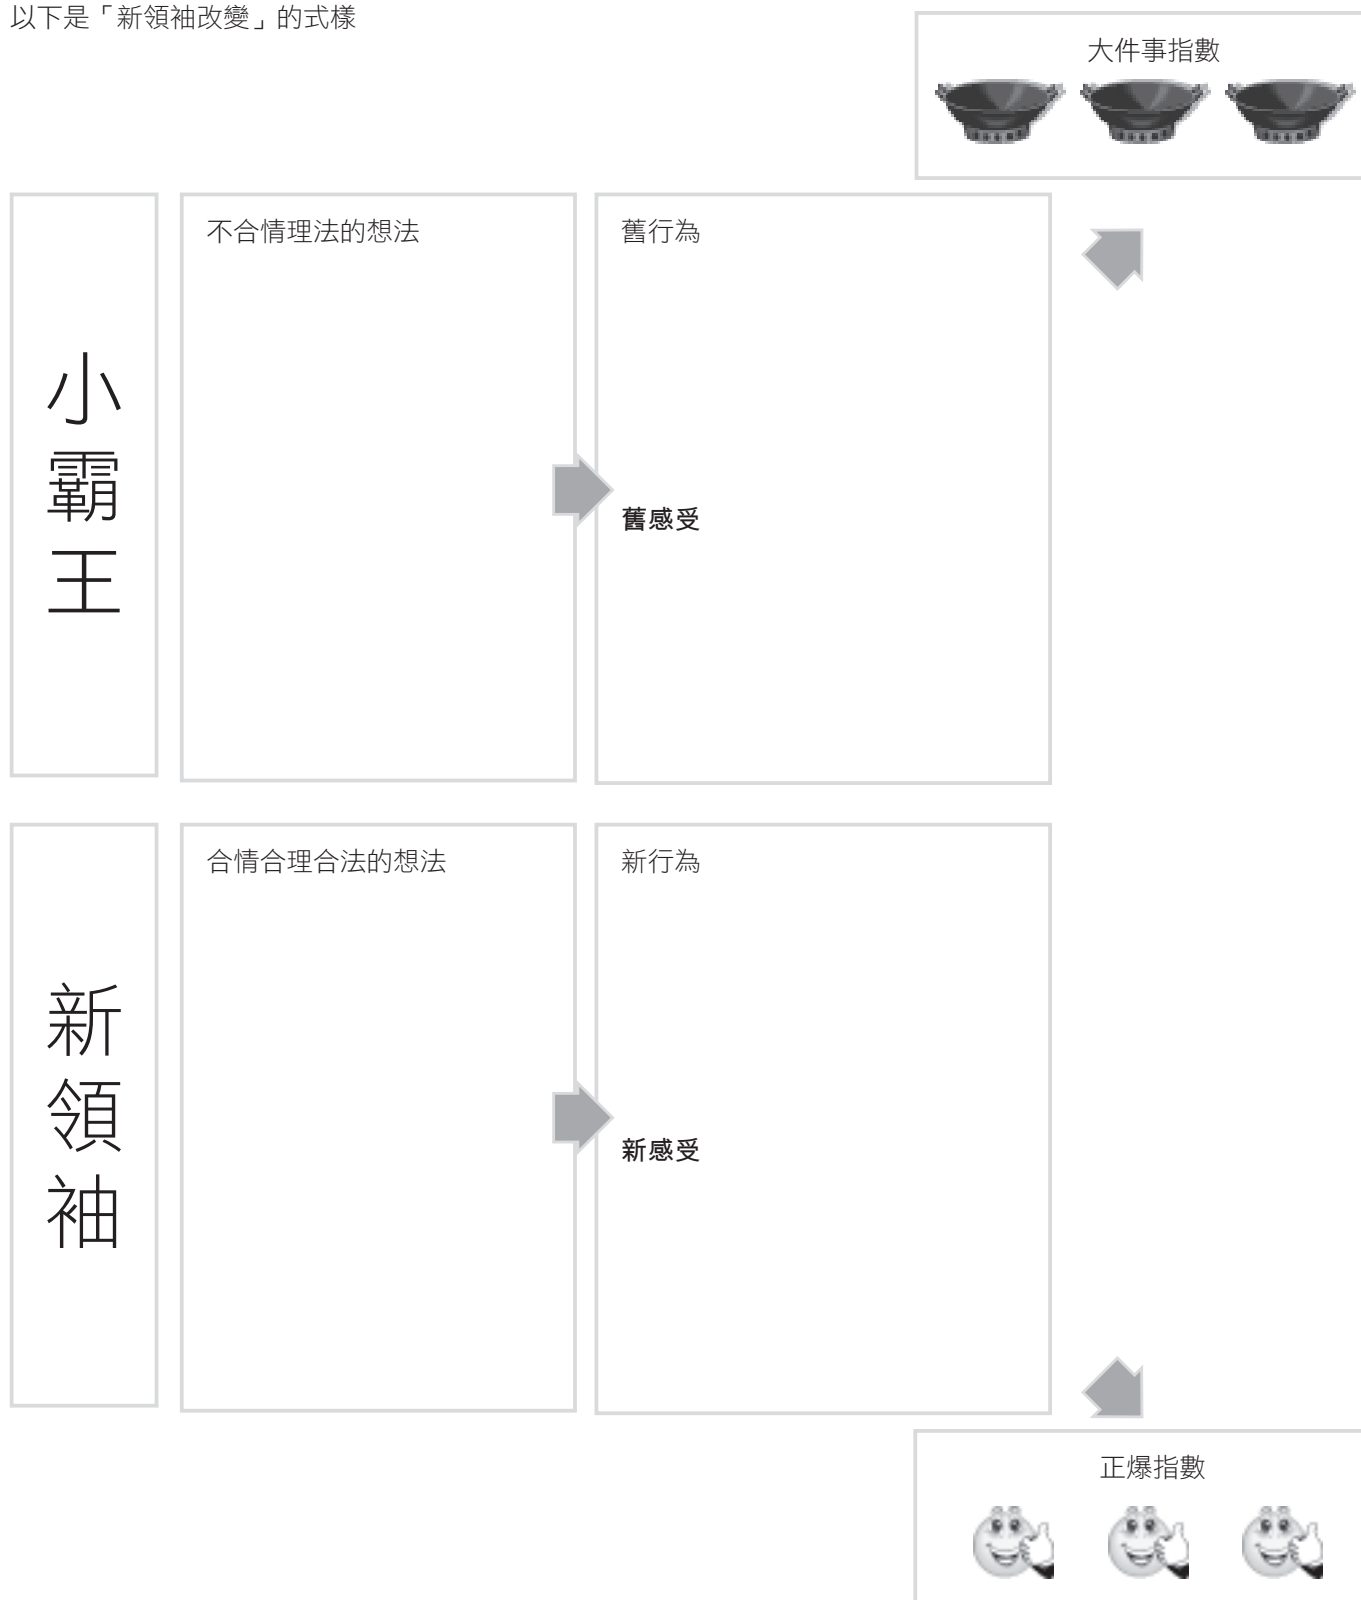 以下是「新領袖改變」的式樣
大件事指數
小霸王
不合情理法的想法
舊行為
舊感受
新領袖
合情合理合法的想法
新行為
新感受
正爆指數